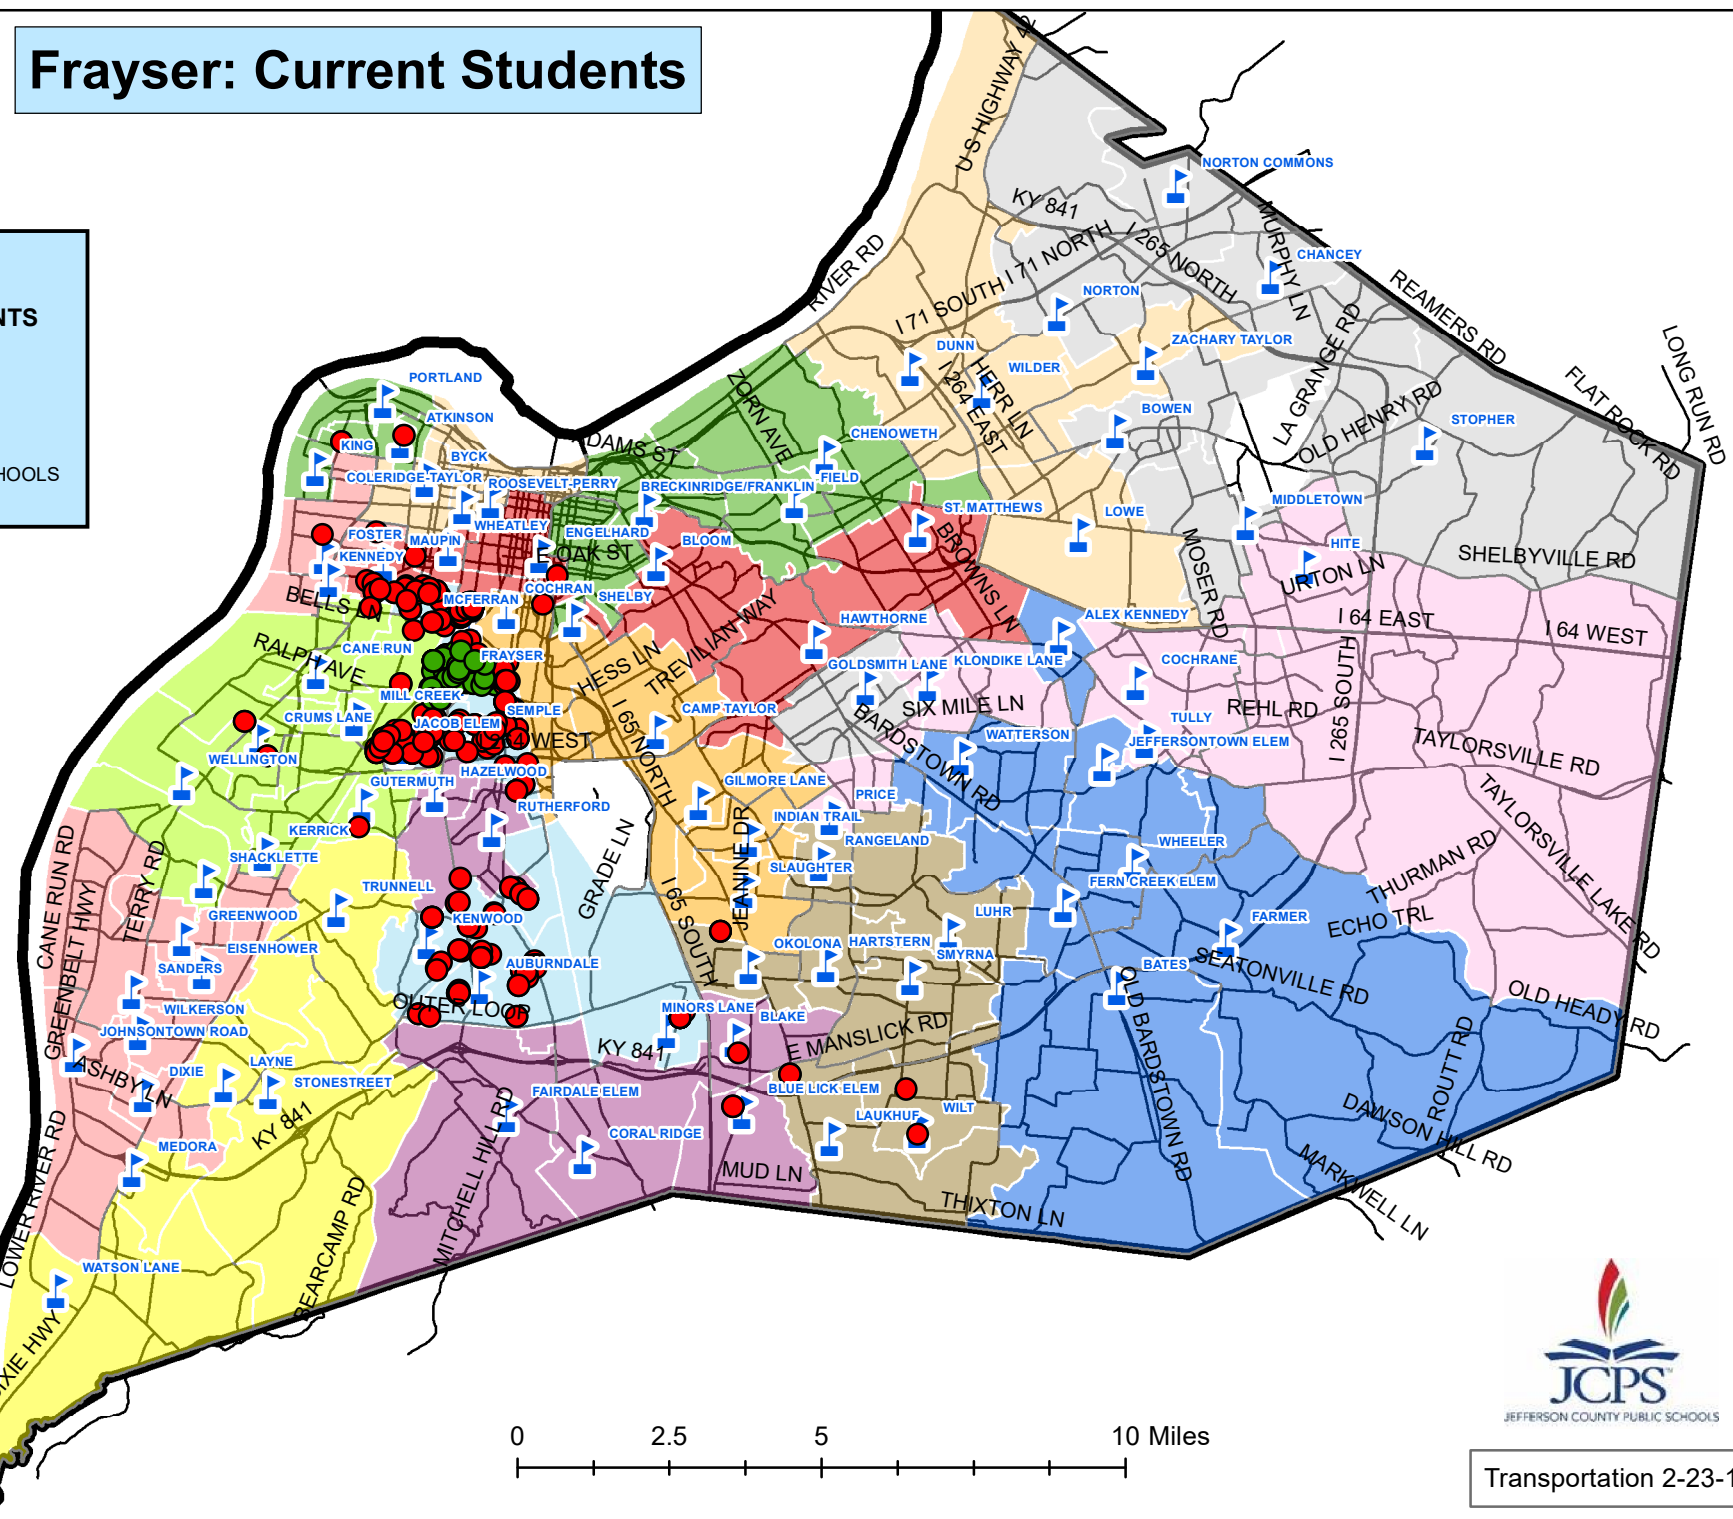 Frayser: Current Students
NTS
HOOLS
U S HIGHWAY 42
NORTON COMMONS
KY 841
MURPHY LN
I 71 NORTH
I 265 NORTH
CHANCEY
RIVER RD
REAMERS RD
I 71 SOUTH
NORTON
LONG RUN RD
DUNN
ZACHARY TAYLOR
LA GRANGE RD
WILDER
HERR LN
I 264 EAST
FLAT ROCK RD
PORTLAND
ZORN AVE
OLD HENRY RD
BOWEN
STOPHER
ATKINSON
KING
ADAMS ST
CHENOWETH
BYCK
COLERIDGE-TAYLOR
ROOSEVELT-PERRY
BRECKINRIDGE/FRANKLIN
FIELD
MIDDLETOWN
ST. MATTHEWS
LOWE
WHEATLEY
FOSTER
MAUPIN
ENGELHARD
BLOOM
HITE
BROWNS LN
MOSER RD
SHELBYVILLE RD
KENNEDY
E OAK ST
URTON LN
BELLS LN
COCHRAN
MCFERRAN
SHELBY
ALEX KENNEDY
HAWTHORNE
I 64 EAST
I 64 WEST
RALPH AVE
CANE RUN
FRAYSER
HESS LN
TREVILIAN WAY
GOLDSMITH LANE
KLONDIKE LANE
COCHRANE
I 265 SOUTH
MILL CREEK
SEMPLE
CAMP TAYLOR
SIX MILE LN
REHL RD
CRUMS LANE
JACOB ELEM
264 WEST
I 65 NORTH
BARDSTOWN RD
WATTERSON
TULLY
JEFFERSONTOWN ELEM
TAYLORSVILLE RD
WELLINGTON
GUTERMUTH
HAZELWOOD
GILMORE LANE
PRICE
RUTHERFORD
INDIAN TRAIL
RANGELAND
TAYLORSVILLE LAKE RD
KERRICK
SHACKLETTE
GRADE LN
JEANINE DR
SLAUGHTER
WHEELER
FERN CREEK ELEM
THURMAN RD
CANE RUN RD
TERRY RD
TRUNNELL
GREENBELT HWY
GREENWOOD
KENWOOD
I 65 SOUTH
LUHR
FARMER
ECHO TRL
EISENHOWER
OKOLONA
HARTSTERN
SMYRNA
SANDERS
AUBURNDALE
BATES
SEATONVILLE RD
OLD HEADY RD
WILKERSON
OUTER LOOP
MINORS LANE
BLAKE
JOHNSONTOWN ROAD
E MANSLICK RD
OLD BARDSTOWN RD
ROUTT RD
KY 841
ASHBY LN
DIXIE
LAYNE
STONESTREET
FAIRDALE ELEM
BLUE LICK ELEM
WILT
LAUKHUF
DAWSON HILL RD
KY 841
LOWER RIVER RD
MEDORA
MITCHELL HILL RD
CORAL RIDGE
MUD LN
MARKWELL LN
BEARCAMP RD
THIXTON LN
WATSON LANE
DIXIE HWY
JCPS
JEFFERSON COUNTY PUBLIC SCHOOLS
0 2.5 5 10 Miles
Transportation 2-23-1